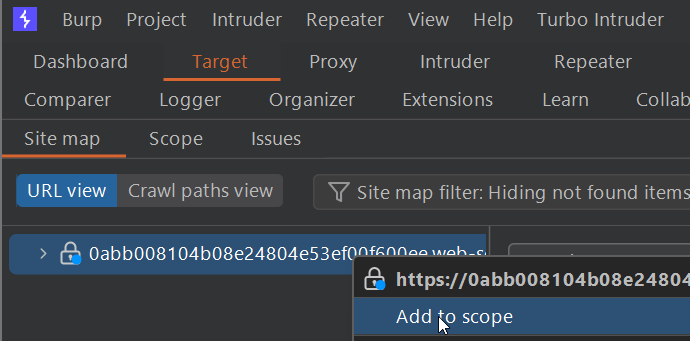 Burp Project Intruder Repeater View Help Turbo Intruder
Dashboard Target Proxy Intruder Repeater
Comparer Logger Organizer Extensions Learn Collab
Site map Scope Issues
URL view Crawl paths view Site map filter: Hiding not found items
0abb008104b08e24804e53ef00f600ee.web-s
https://0abb008104b08e24804
Add to scope